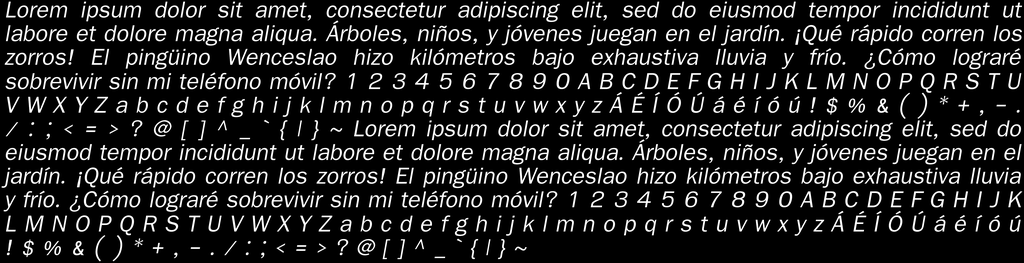 Lorem ipsum dolor sit amet, consectetur adipiscing elit, sed do eiusmod tempor incididunt ut
labore et dolore magna aliqua. Árboles, niños, y jóvenes juegan en el jardín. ¡Qué rápido corren los
zorros! El pingüino Wenceslao hizo kilómetros bajo exhaustiva lluvia y frío. ¿Cómo lograré
sobrevivir sin mi teléfono móvil? 1 2 3 4 5 6 7 8 9 0 A B C D E F G H I J K L M N O P Q R S T U
V W X Y Z a b c d e f g h i j k l m n o p q r s t u v w x y z Á É Í Ó Ú á é í ó ú ! $ % & ( ) * + , – .
/ : ; < = > ? @ [ ] ^ _ ` { | } ~ Lorem ipsum dolor sit amet, consectetur adipiscing elit, sed do
eiusmod tempor incididunt ut labore et dolore magna aliqua. Árboles, niños, y jóvenes juegan en el
jardín. ¡Qué rápido corren los zorros! El pingüino Wenceslao hizo kilómetros bajo exhaustiva lluvia
y frío. ¿Cómo lograré sobrevivir sin mi teléfono móvil? 1 2 3 4 5 6 7 8 9 0 A B C D E F G H I J K
L M N O P Q R S T U V W X Y Z a b c d e f g h i j k l m n o p q r s t u v w x y z Á É Í Ó Ú á é í ó ú
! $ % & ( ) * + , – . / : ; < = > ? @ [ ] ^ _ ` { | } ~